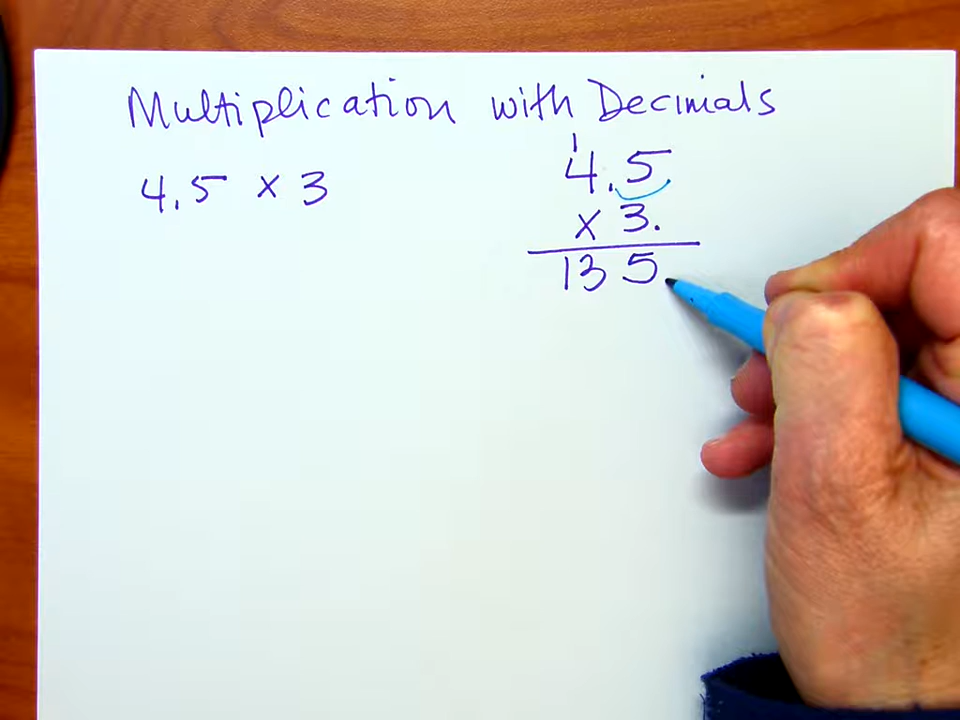 Multiplication with Decimals
4.5 x 3
1
4.5
x 3.
135